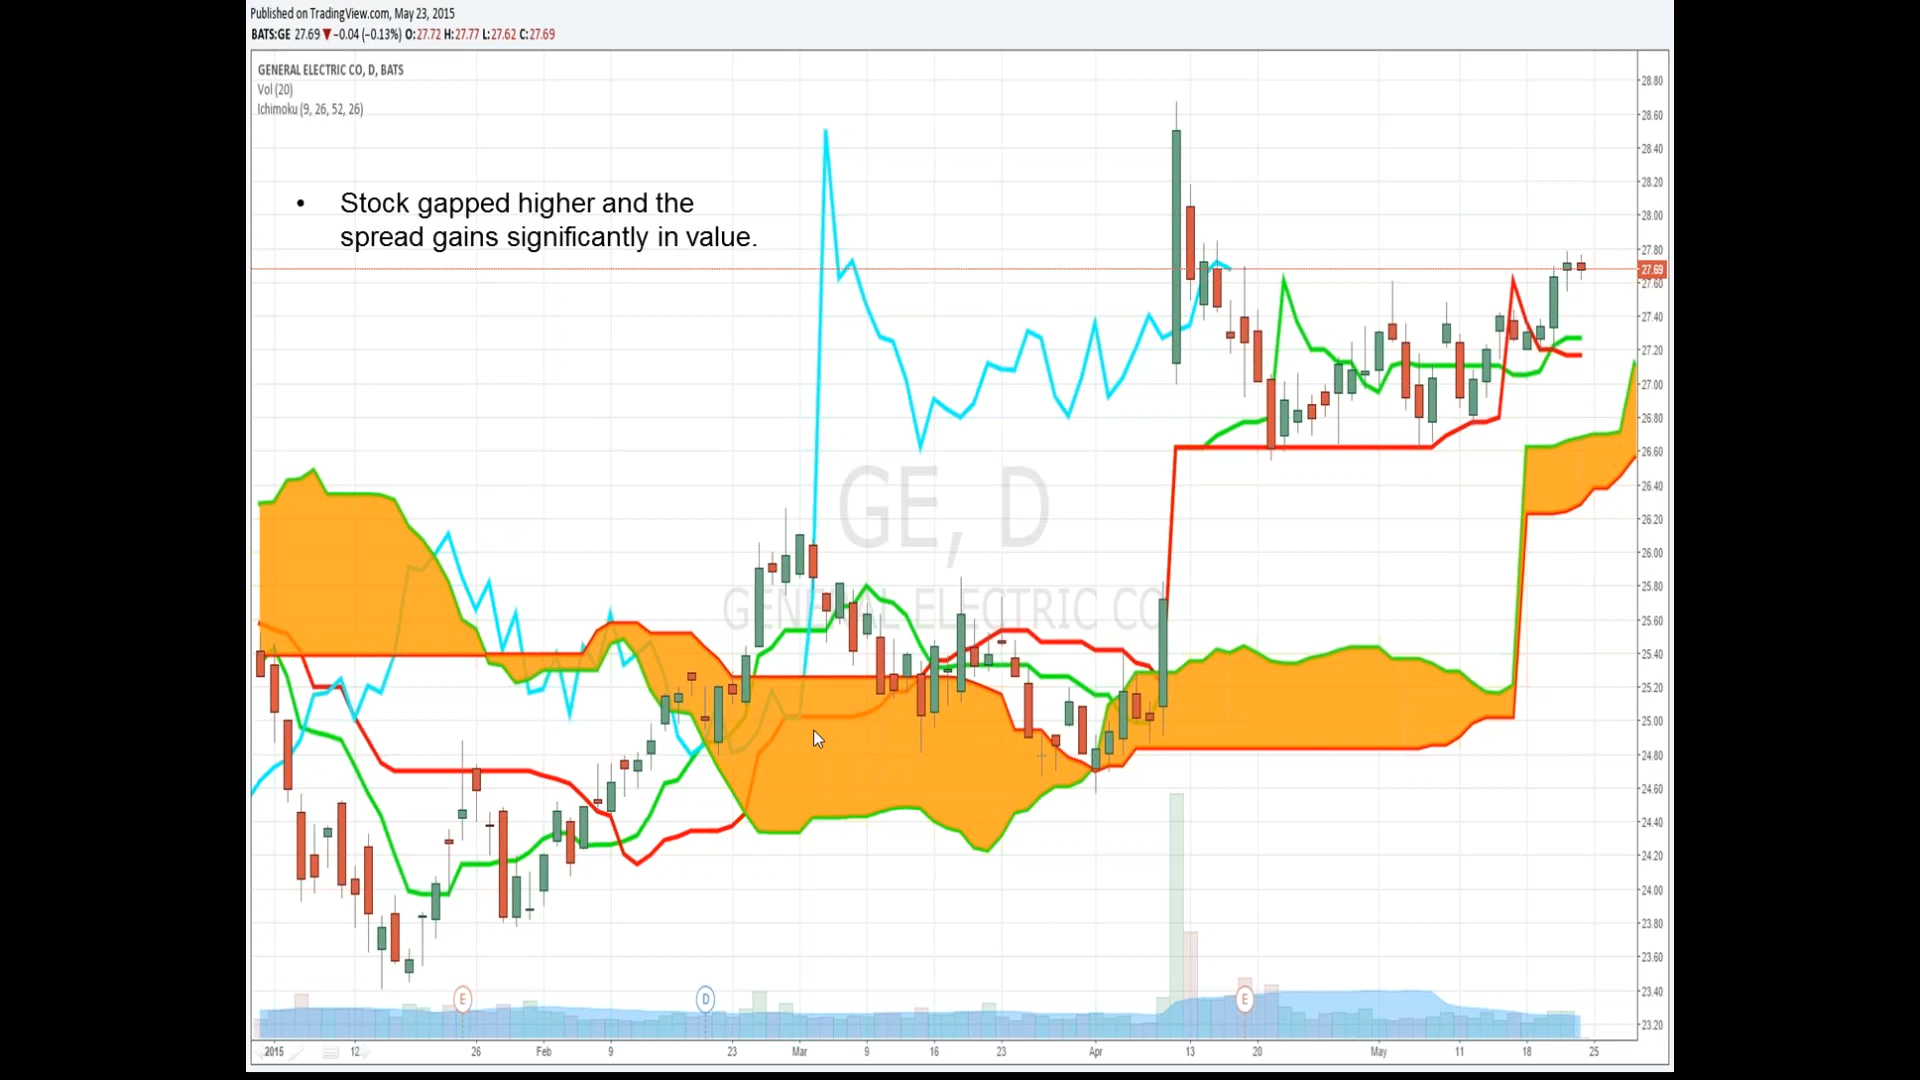 Published on TradingView.com, May 23, 2015
BATS:GE 27.69 ▼ −0.04 (−0.13%) O:27.72 H:27.77 L:27.62 C:27.69
GENERAL ELECTRIC CO, D, BATS
Vol (20)
Ichimoku (9, 26, 52, 26)
• Stock gapped higher and the
spread gains significantly in value.
GE, D
GENERAL ELECTRIC CO
28.80
28.60
28.40
28.20
28.00
27.80
27.69
27.60
27.40
27.20
27.00
26.80
26.60
26.40
26.20
26.00
25.80
25.60
25.40
25.20
25.00
24.80
24.60
24.40
24.20
24.00
23.80
23.60
23.40
23.20
E D E
2015 12 26 Feb 9 23 Mar 9 16 23 Apr 13 20 May 11 18 25